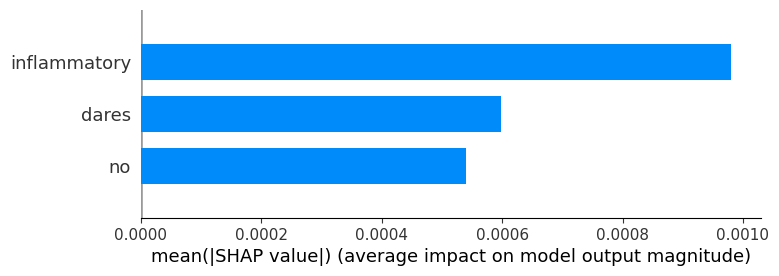 inflammatory
dares
no
0.0000 0.0002 0.0004 0.0006 0.0008 0.0010
mean(|SHAP value|) (average impact on model output magnitude)